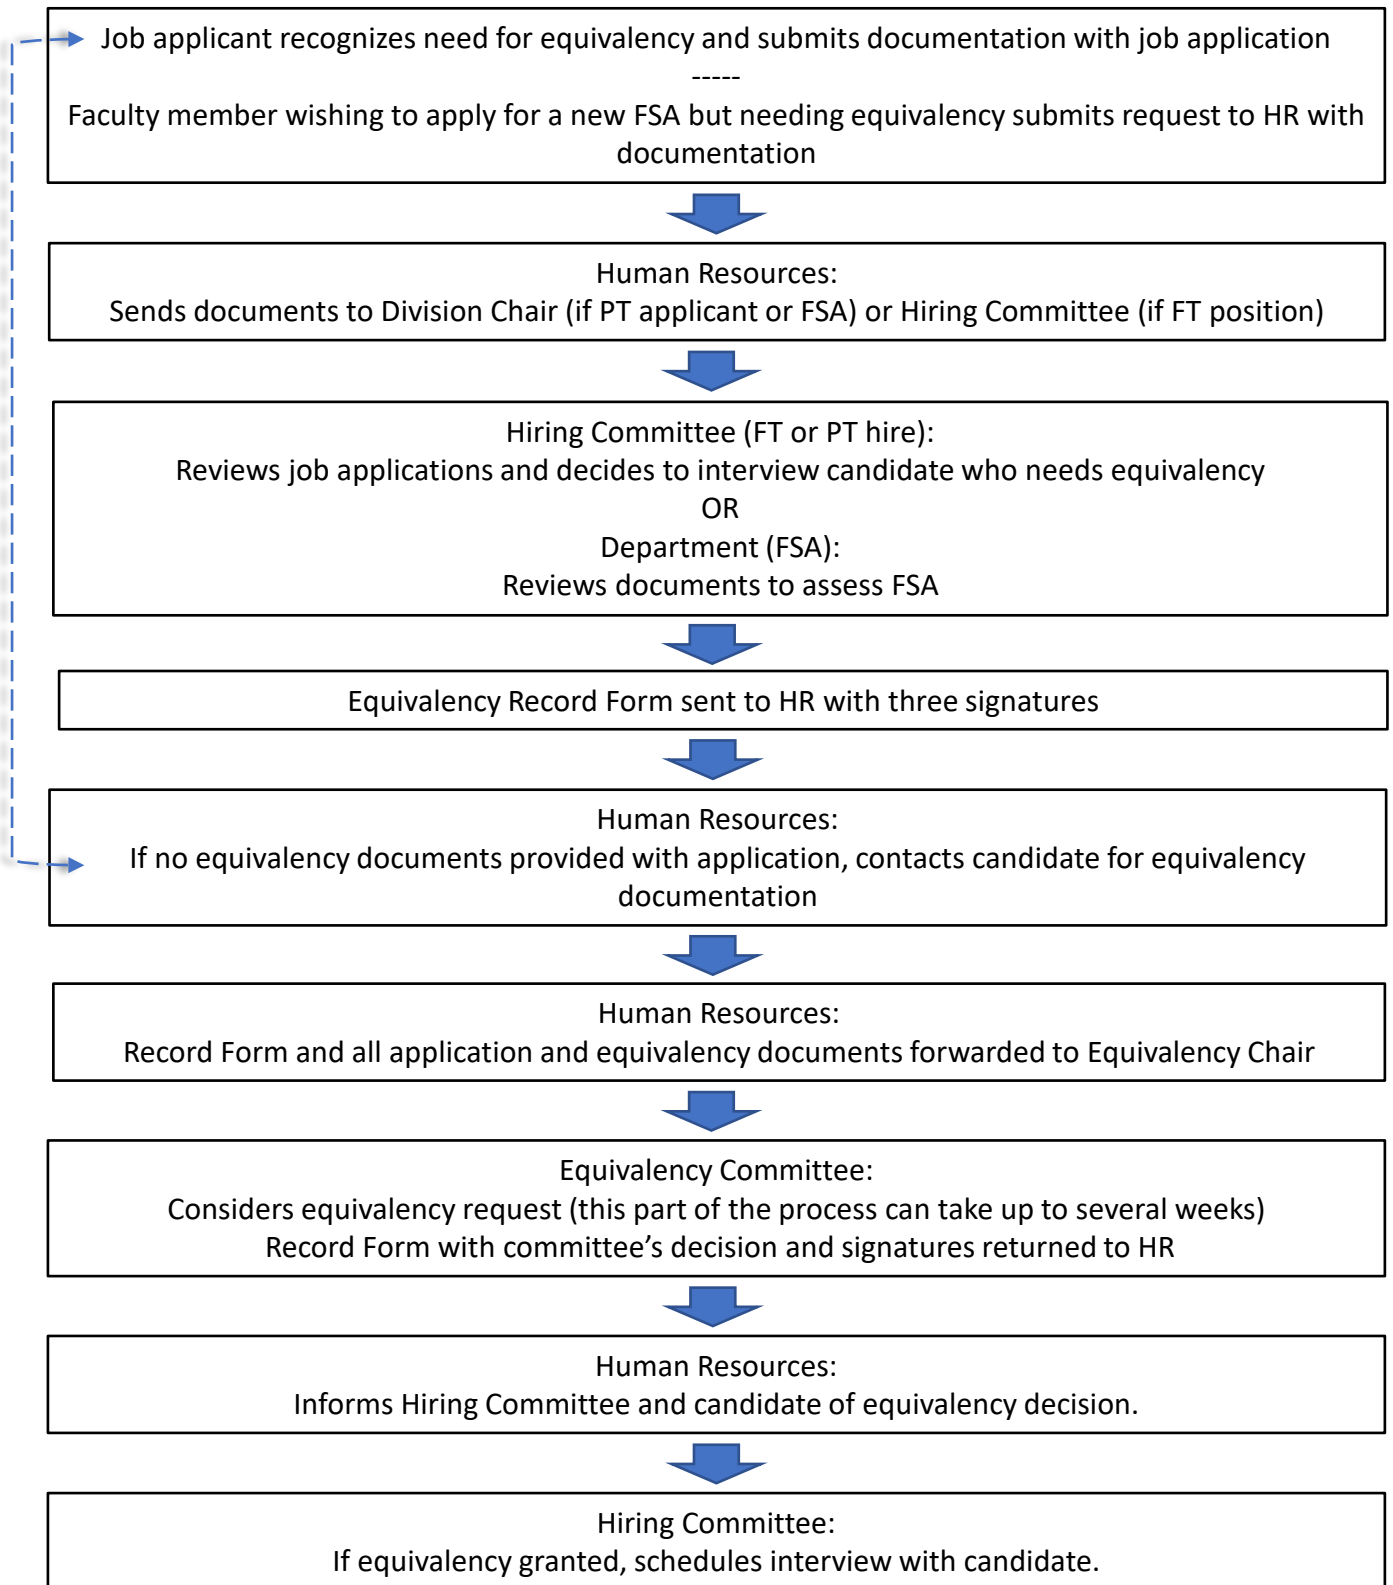 Job applicant recognizes need for equivalency and submits documentation with job application
-----
Faculty member wishing to apply for a new FSA but needing equivalency submits request to HR with
documentation
Human Resources:
Sends documents to Division Chair (if PT applicant or FSA) or Hiring Committee (if FT position)
Hiring Committee (FT or PT hire):
Reviews job applications and decides to interview candidate who needs equivalency
OR
Department (FSA):
Reviews documents to assess FSA
Equivalency Record Form sent to HR with three signatures
Human Resources:
If no equivalency documents provided with application, contacts candidate for equivalency
documentation
Human Resources:
Record Form and all application and equivalency documents forwarded to Equivalency Chair
Equivalency Committee:
Considers equivalency request (this part of the process can take up to several weeks)
Record Form with committee’s decision and signatures returned to HR
Human Resources:
Informs Hiring Committee and candidate of equivalency decision.
Hiring Committee:
If equivalency granted, schedules interview with candidate.